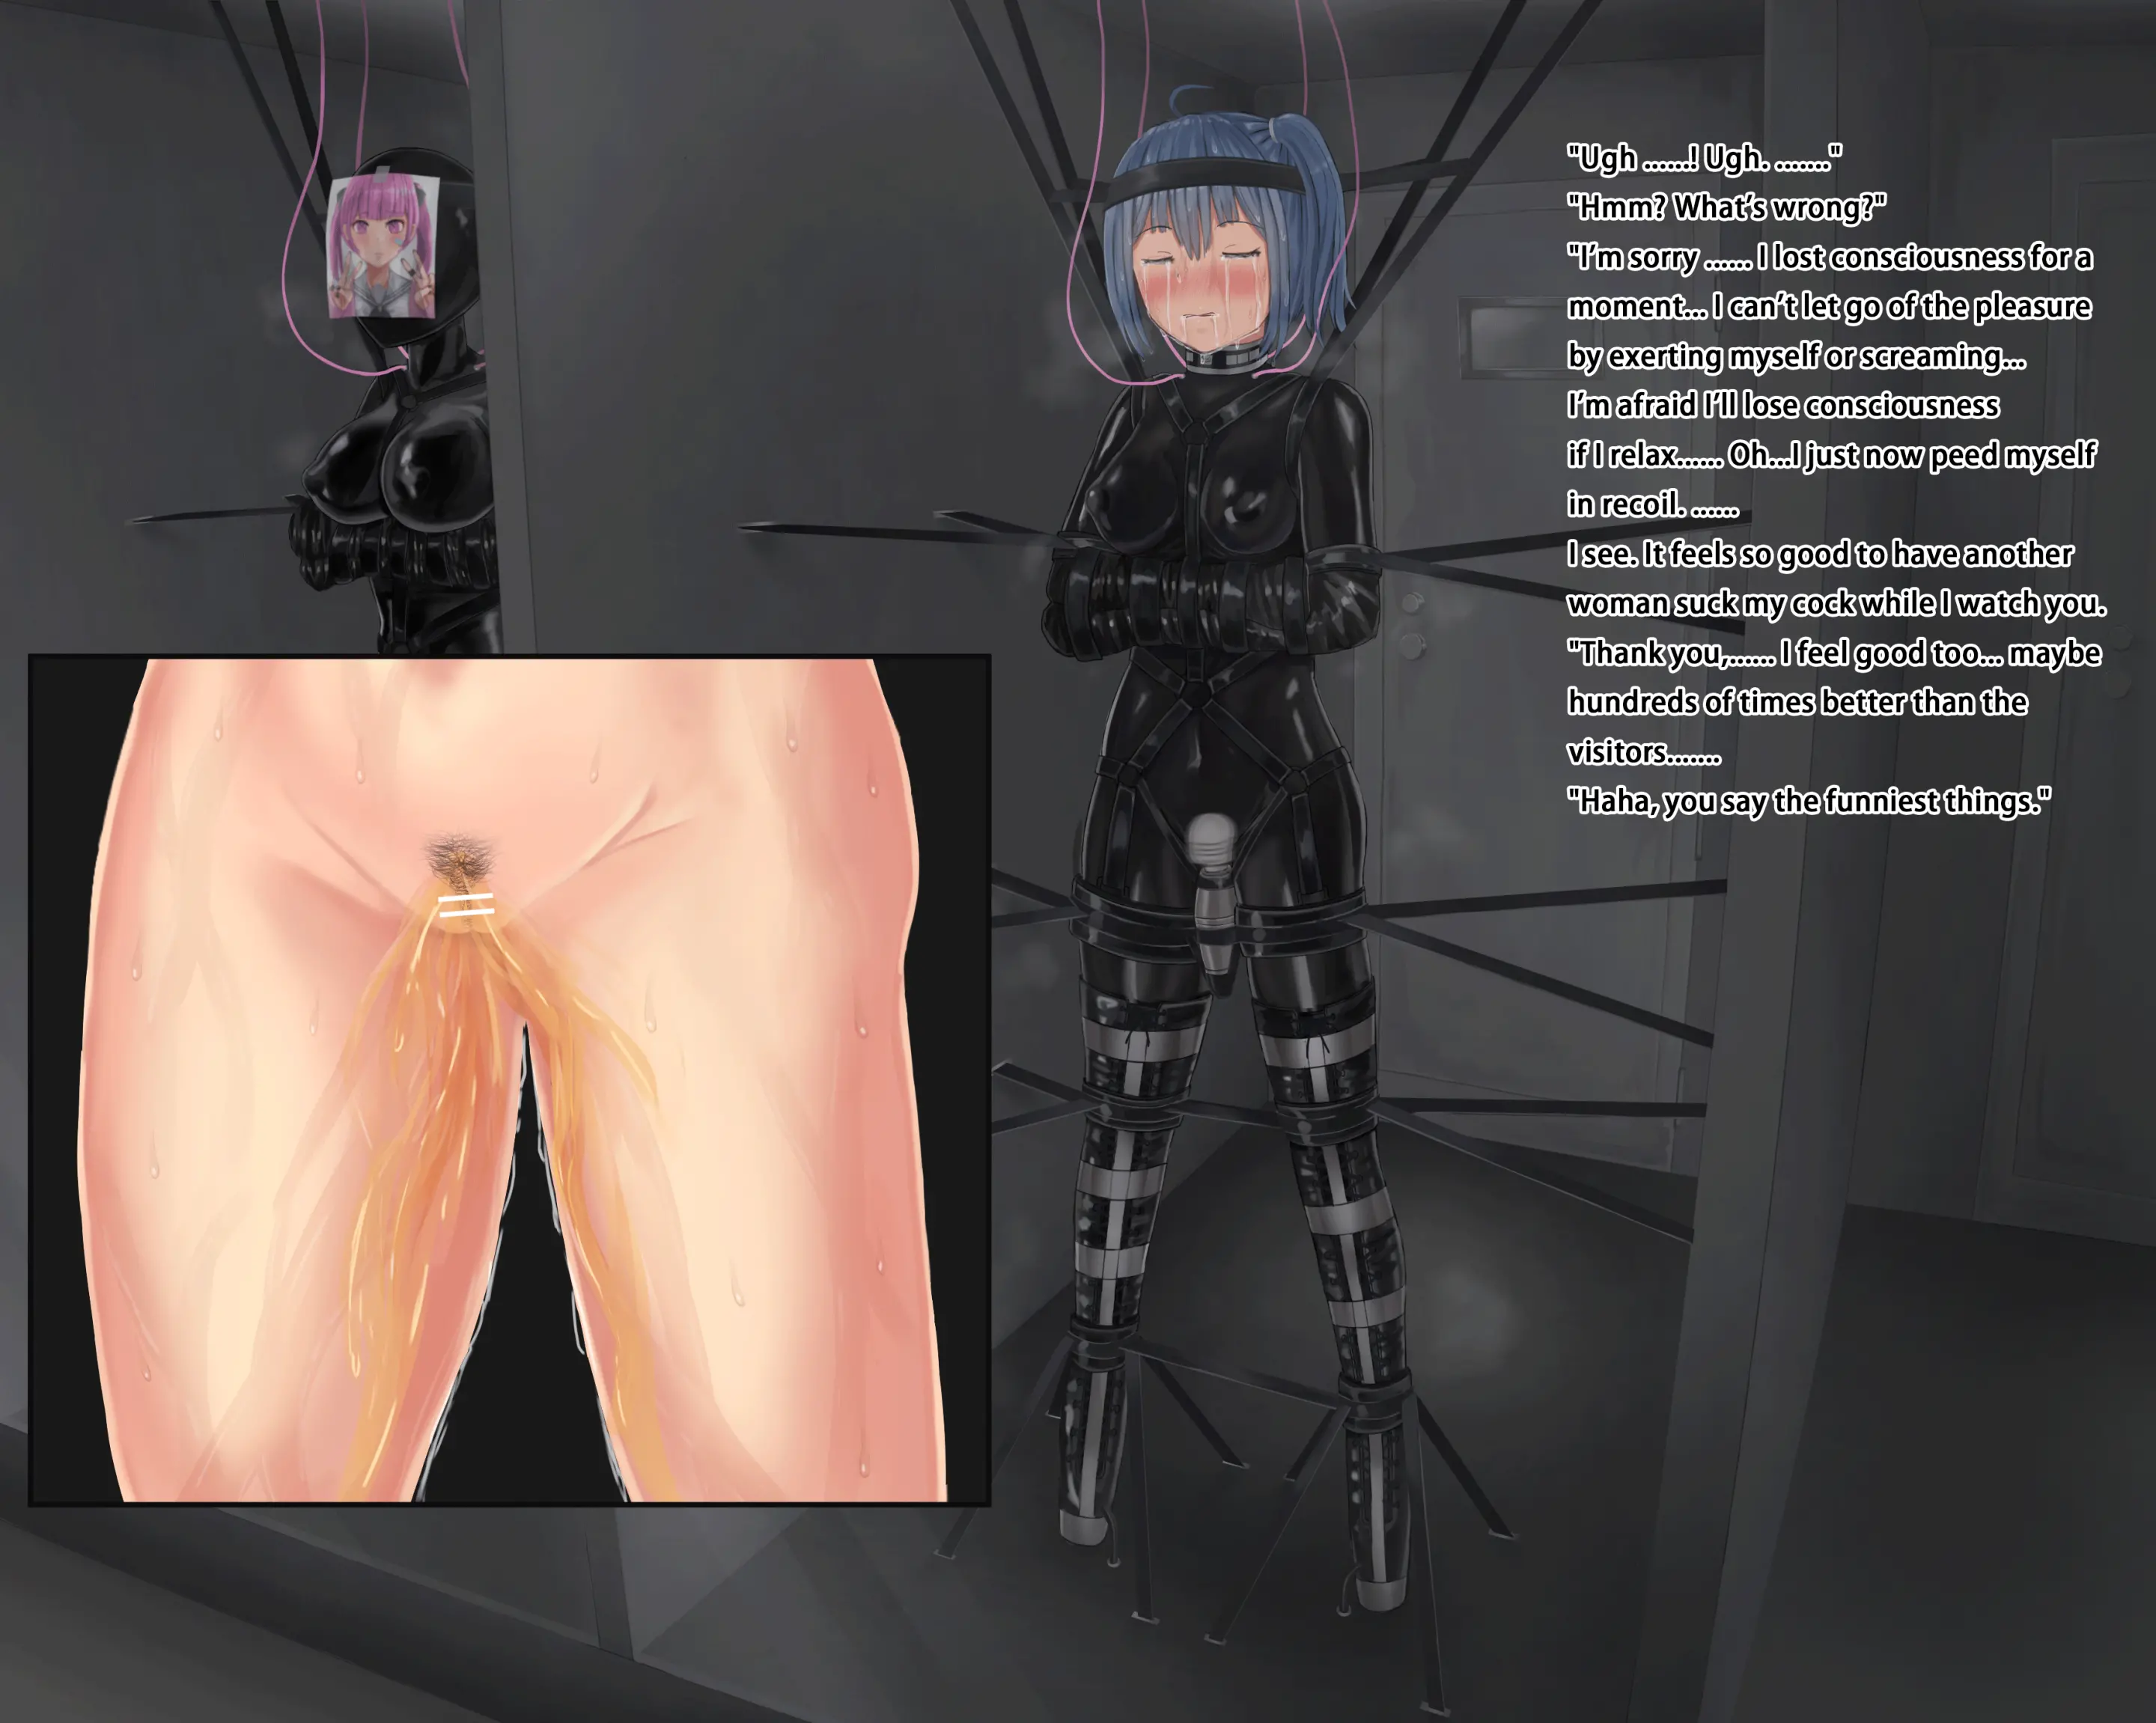 "Ugh ......! Ugh. ......."
"Hmm? What's wrong?"
"I'm sorry ...... I lost consciousness for a
moment... I can't let go of the pleasure
by exerting myself or screaming...
I'm afraid I'll lose consciousness
if I relax...... Oh...I just now peed myself
in recoil. ......
I see. It feels so good to have another
woman suck my cock while I watch you.
"Thank you,...... I feel good too... maybe
hundreds of times better than the
visitors.......
"Haha, you say the funniest things."